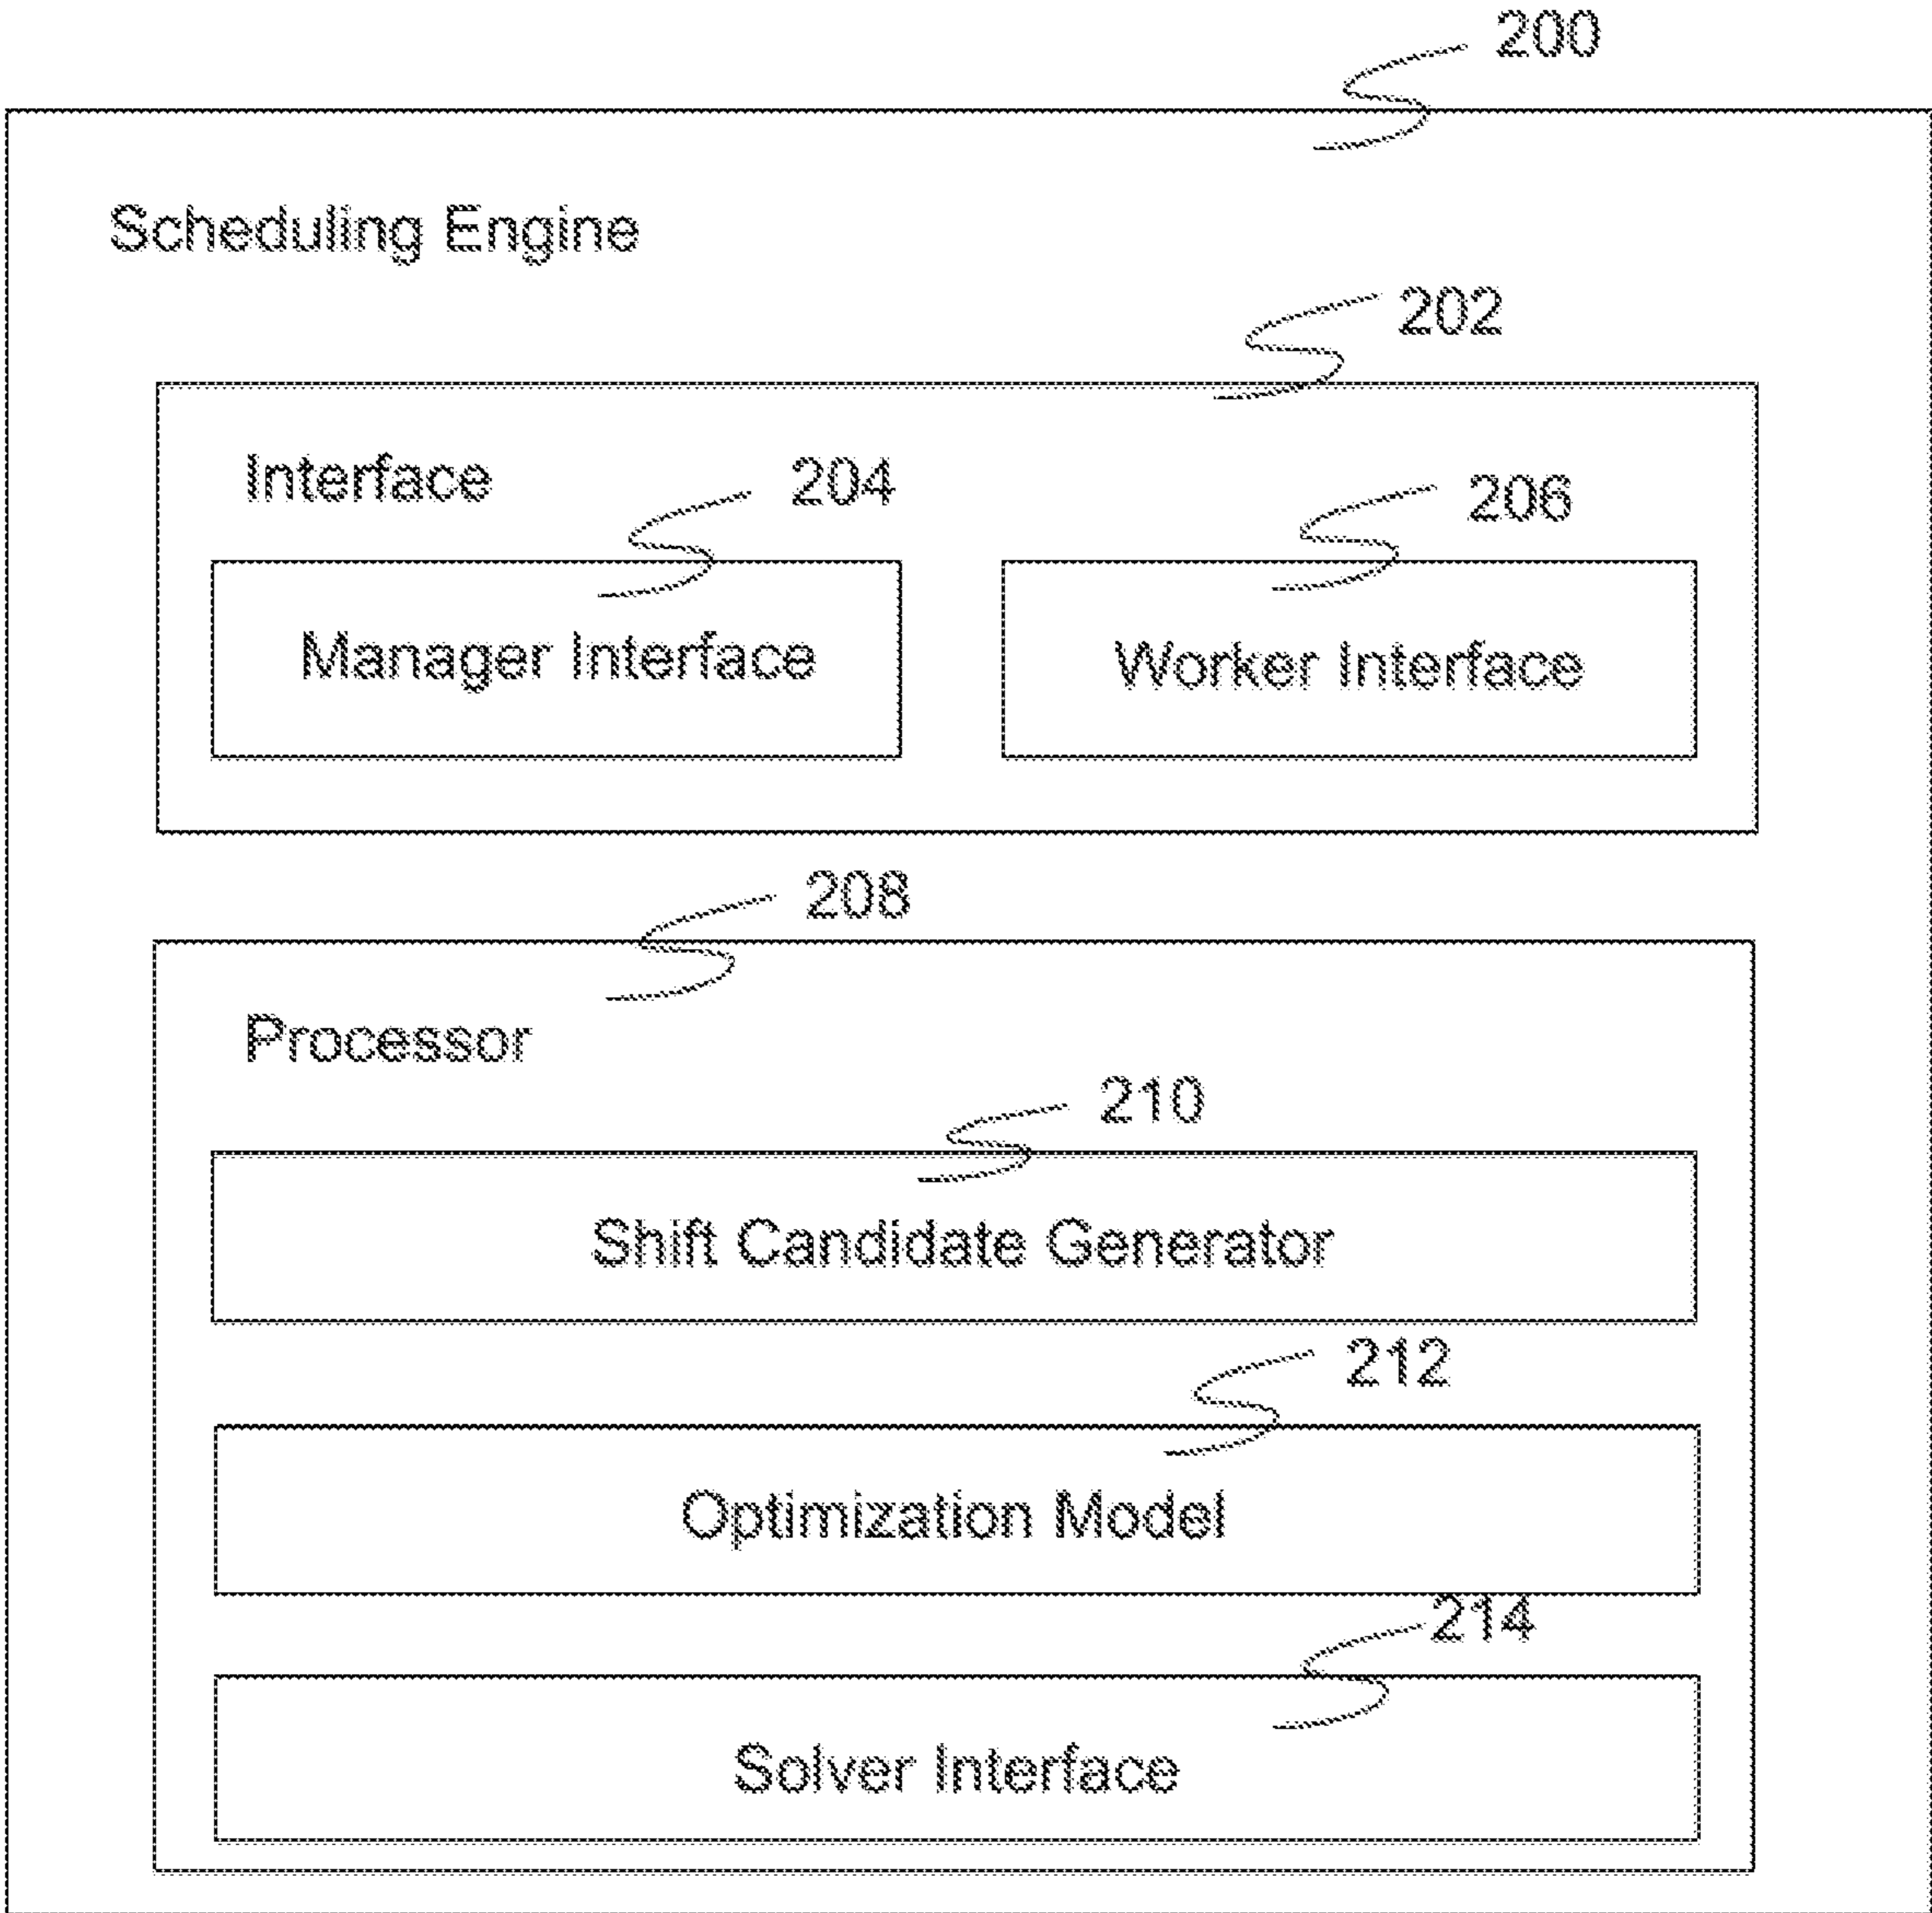 200
Scheduling Engine
202
Interface
204
206
Manager Interface
Worker Interface
208
Processor
210
Shift Candidate Generator
212
Optimization Model
214
Solver Interface